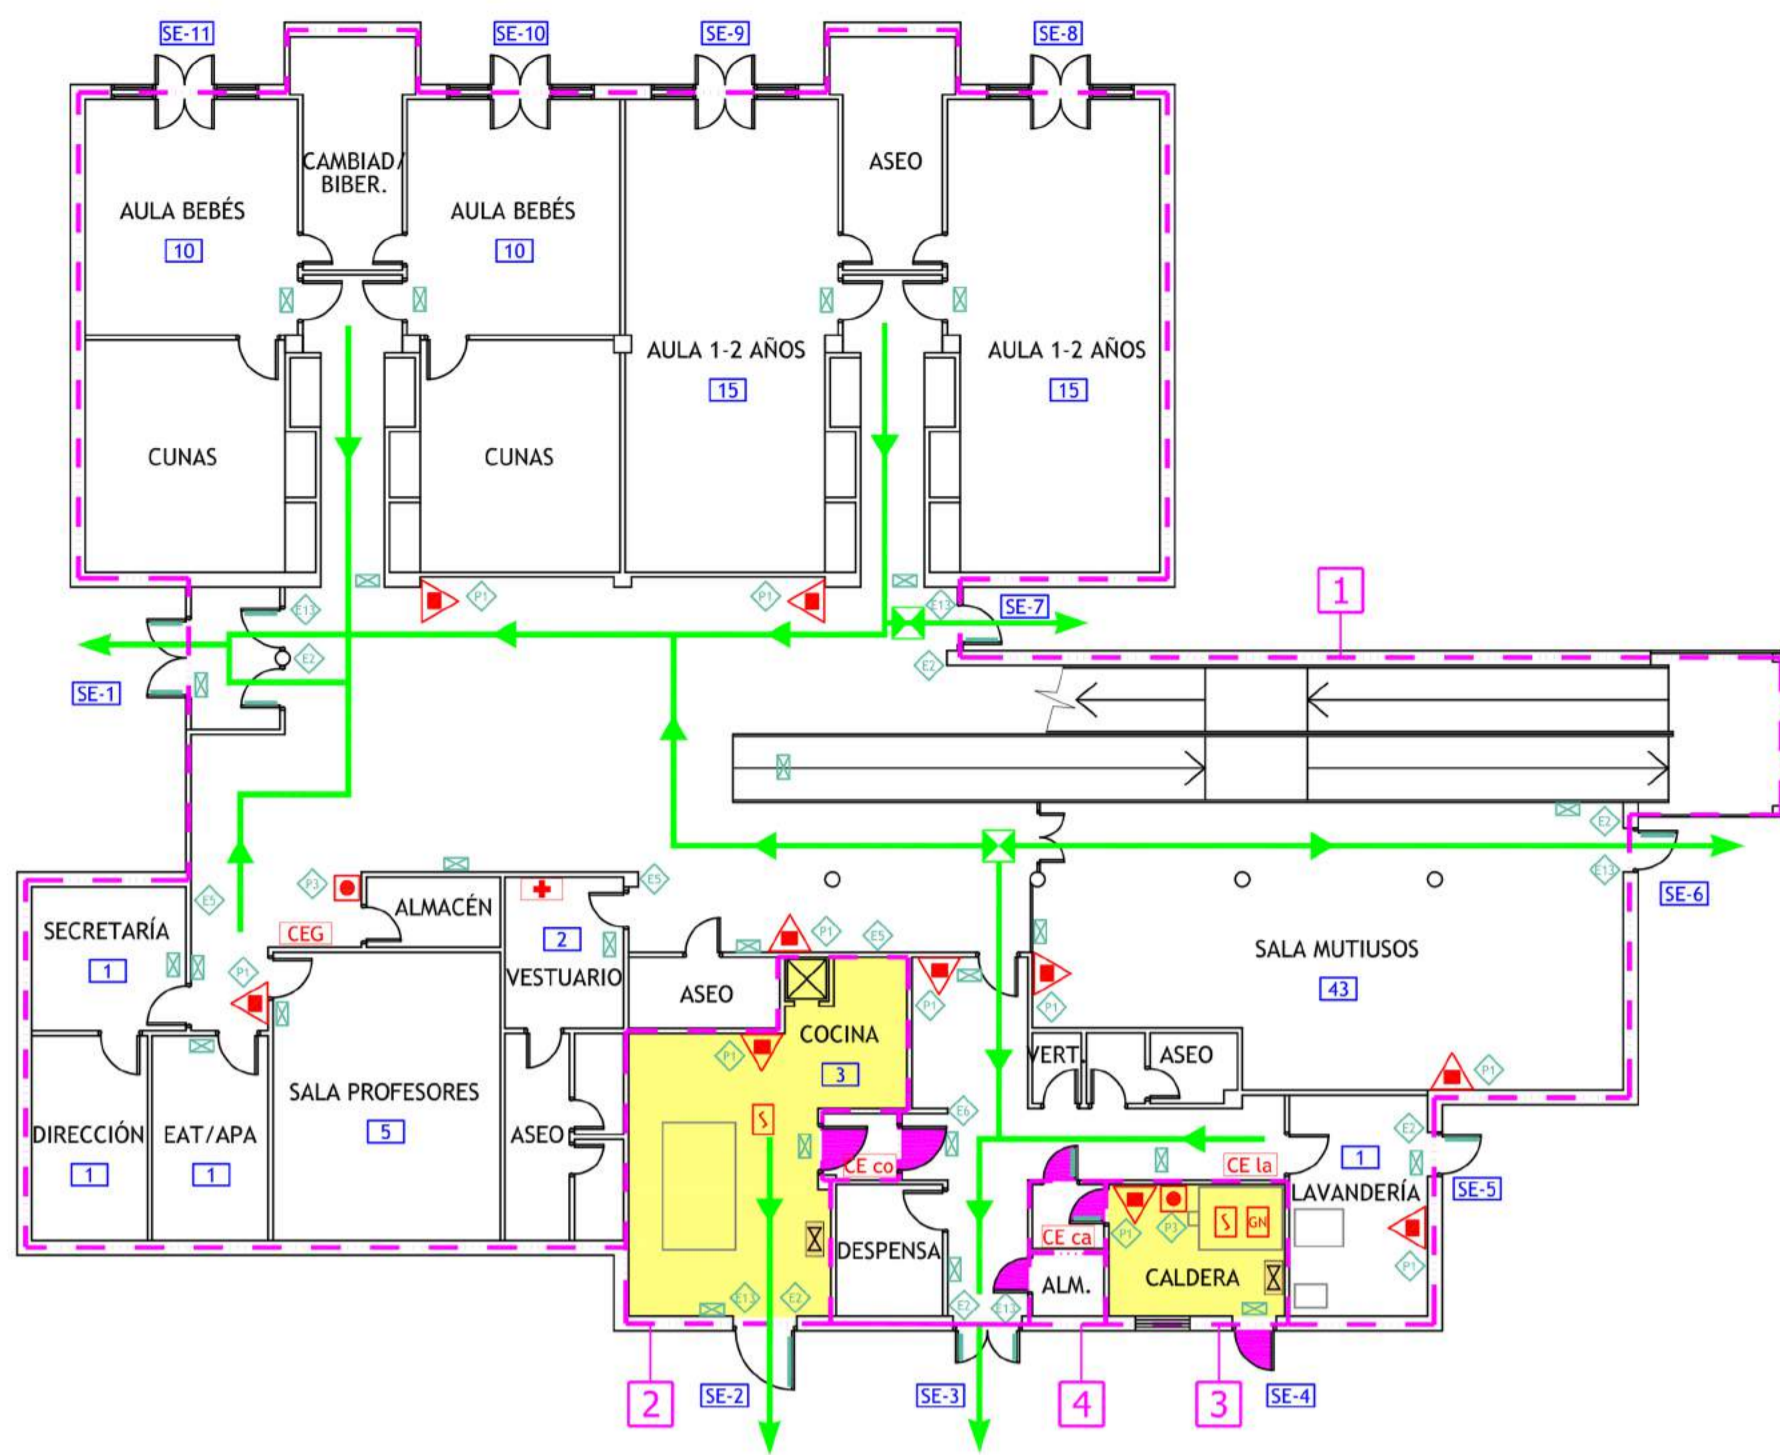 SE-11
SE-10
SE-9
SE-8
CAMBIAD/
BIBER.
ASEO
AULA BEBÉS
10
AULA BEBÉS
10
AULA 1-2 AÑOS
15
AULA 1-2 AÑOS
15
CUNAS
CUNAS
P1
P1
E13
E13
SE-7
1
E2
E2
SE-1
E2
E13
SE-6
P3
E5
E5
ALMACÉN
CEG
SECRETARÍA
1
P1
2
VESTUARIO
P1
E5
ASEO
P1
P1
SALA MUTIUSOS
43
COCINA
3
P1
VERT.
ASEO
P1
SALA PROFESORES
5
DIRECCIÓN
1
EAT/APA
1
ASEO
E6
CE co
CE la
E2
1
LAVANDERÍA
SE-5
P1
P3
GN
P1
CE ca
DESPENSA
ALM.
CALDERA
E13
E2
E2
E13
2
SE-2
SE-3
4
3
SE-4